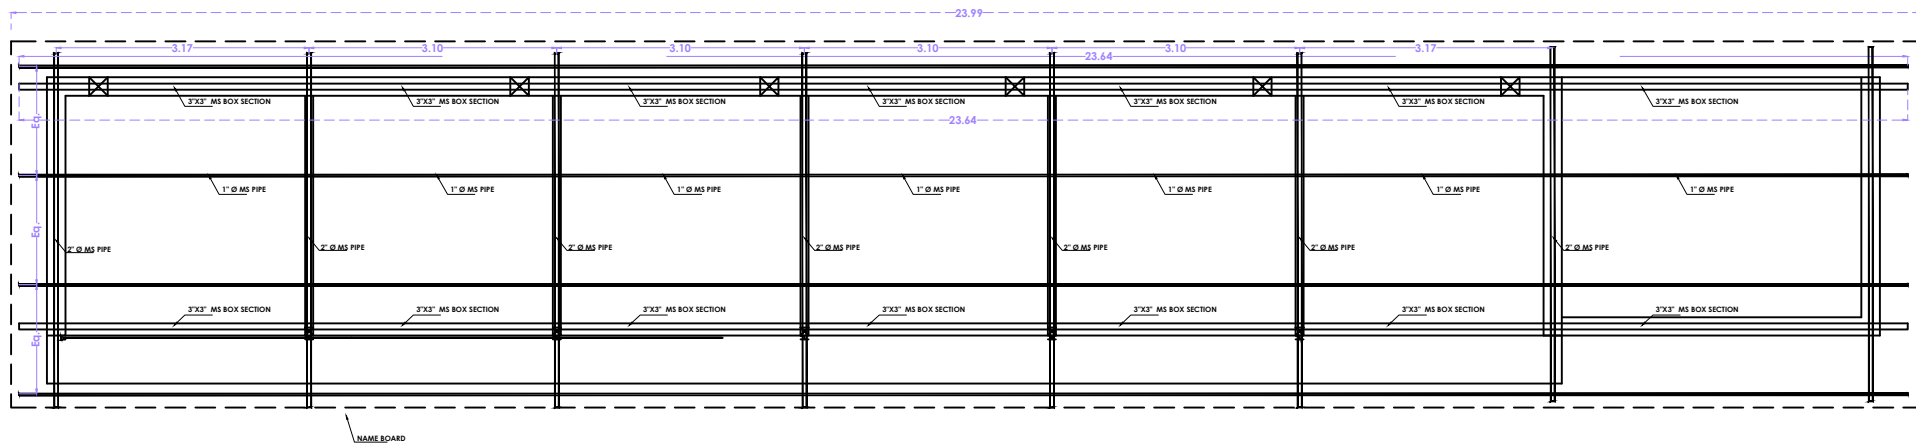 23.99
3.17 3.10 3.10 3.10 3.10 3.17
23.64
3"X3" MS BOX SECTION 3"X3" MS BOX SECTION 3"X3" MS BOX SECTION 3"X3" MS BOX SECTION 3"X3" MS BOX SECTION 3"X3" MS BOX SECTION 3"X3" MS BOX SECTION
Eq. 23.64
1" Ø MS PIPE 1" Ø MS PIPE 1" Ø MS PIPE 1" Ø MS PIPE 1" Ø MS PIPE 1" Ø MS PIPE 1" Ø MS PIPE
Eq.
2" Ø MS PIPE 2" Ø MS PIPE 2" Ø MS PIPE 2" Ø MS PIPE 2" Ø MS PIPE 2" Ø MS PIPE 2" Ø MS PIPE
3"X3" MS BOX SECTION 3"X3" MS BOX SECTION 3"X3" MS BOX SECTION 3"X3" MS BOX SECTION 3"X3" MS BOX SECTION 3"X3" MS BOX SECTION 3"X3" MS BOX SECTION
Eq.
NAME BOARD